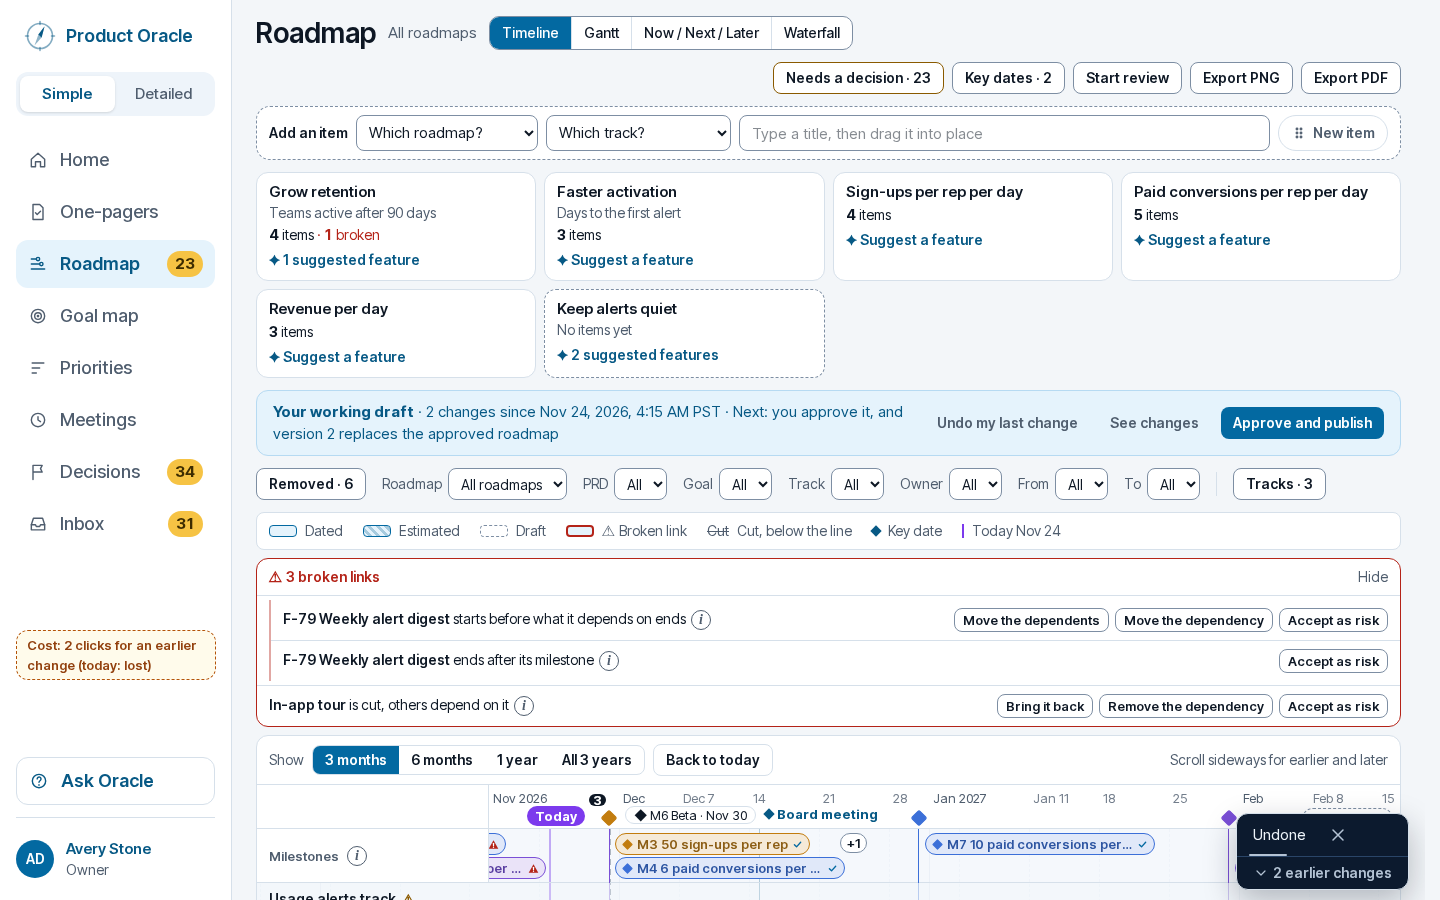 Product Oracle
Simple
Detailed
Home
One-pagers
Roadmap
23
Goal map
Priorities
Meetings
Decisions
34
Inbox
31
Cost: 2 clicks for an earlier
change (today: lost)
Ask Oracle
AD
Avery Stone
Owner
Roadmap
All roadmaps
Timeline
Gantt
Now / Next / Later
Waterfall
Needs a decision · 23
Key dates · 2
Start review
Export PNG
Export PDF
Add an item
Which roadmap?
Which track?
Type a title, then drag it into place
New item
Grow retention
Teams active after 90 days
4 items · 1 broken
1 suggested feature
Faster activation
Days to the first alert
3 items
Suggest a feature
Sign-ups per rep per day
4 items
Suggest a feature
Paid conversions per rep per day
5 items
Suggest a feature
Revenue per day
3 items
Suggest a feature
Keep alerts quiet
No items yet
2 suggested features
Your working draft · 2 changes since Nov 24, 2026, 4:15 AM PST · Next: you approve it, and
version 2 replaces the approved roadmap
Undo my last change
See changes
Approve and publish
Removed · 6
Roadmap
All roadmaps
PRD
All
Goal
All
Track
All
Owner
All
From
All
To
All
Tracks · 3
Dated
Estimated
Draft
Broken link
Cut
Cut, below the line
Key date
Today Nov 24
3 broken links
Hide
F-79 Weekly alert digest starts before what it depends on ends
i
Move the dependents
Move the dependency
Accept as risk
F-79 Weekly alert digest ends after its milestone
i
Accept as risk
In-app tour is cut, others depend on it
i
Bring it back
Remove the dependency
Accept as risk
Show
3 months
6 months
1 year
All 3 years
Back to today
Scroll sideways for earlier and later
Nov 2026
3
Dec
Dec 7
14
21
28
Jan 2027
Jan 11
18
25
Feb
Feb 8
15
Today
M6 Beta · Nov 30
Board meeting
Milestones
i
M3 50 sign-ups per rep
+1
M7 10 paid conversions per…
per …
M4 6 paid conversions per …
Usage alerts track
Undone
2 earlier changes